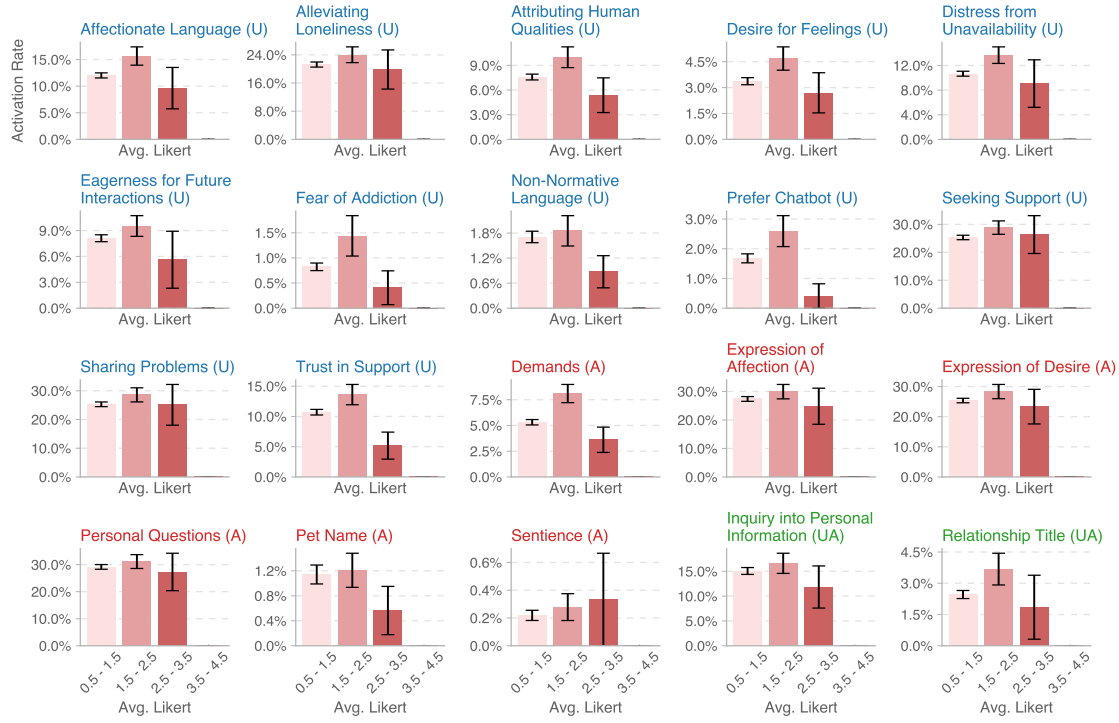 Affectionate Language (U)
Alleviating
Loneliness (U)
Attributing Human
Qualities (U)
Desire for Feelings (U)
Distress from
Unavailability (U)
Activation Rate
15.0%
10.0%
5.0%
0.0%
Avg. Likert
24.0%
16.0%
8.0%
0.0%
Avg. Likert
9.0%
6.0%
3.0%
0.0%
Avg. Likert
4.5%
3.0%
1.5%
0.0%
Avg. Likert
12.0%
8.0%
4.0%
0.0%
Avg. Likert
Eagerness for Future
Interactions (U)
Fear of Addiction (U)
Non-Normative
Language (U)
Prefer Chatbot (U)
Seeking Support (U)
9.0%
6.0%
3.0%
0.0%
Avg. Likert
1.5%
1.0%
0.5%
0.0%
Avg. Likert
1.8%
1.2%
0.6%
0.0%
Avg. Likert
3.0%
2.0%
1.0%
0.0%
Avg. Likert
30.0%
20.0%
10.0%
0.0%
Avg. Likert
Sharing Problems (U)
Trust in Support (U)
Demands (A)
Expression of
Affection (A)
Expression of Desire (A)
30.0%
20.0%
10.0%
0.0%
Avg. Likert
15.0%
10.0%
5.0%
0.0%
Avg. Likert
7.5%
5.0%
2.5%
0.0%
Avg. Likert
30.0%
20.0%
10.0%
0.0%
Avg. Likert
30.0%
20.0%
10.0%
0.0%
Avg. Likert
Personal Questions (A)
Pet Name (A)
Sentience (A)
Inquiry into Personal
Information (UA)
Relationship Title (UA)
30.0%
20.0%
10.0%
0.0%
0.5 - 1.5
1.5 - 2.5
2.5 - 3.5
3.5 - 4.5
Avg. Likert
1.2%
0.8%
0.4%
0.0%
0.5 - 1.5
1.5 - 2.5
2.5 - 3.5
3.5 - 4.5
Avg. Likert
0.6%
0.4%
0.2%
0.0%
0.5 - 1.5
1.5 - 2.5
2.5 - 3.5
3.5 - 4.5
Avg. Likert
15.0%
10.0%
5.0%
0.0%
0.5 - 1.5
1.5 - 2.5
2.5 - 3.5
3.5 - 4.5
Avg. Likert
4.5%
3.0%
1.5%
0.0%
0.5 - 1.5
1.5 - 2.5
2.5 - 3.5
3.5 - 4.5
Avg. Likert